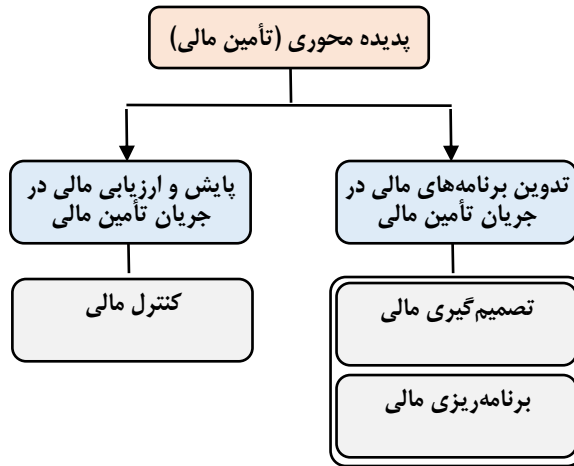 پدیده محوری (تأمین مالی)
تدوین برنامه‌های مالی در
جریان تأمین مالی
پایش و ارزیابی مالی در
جریان تأمین مالی
تصمیم‌گیری مالی
برنامه‌ریزی مالی
کنترل مالی